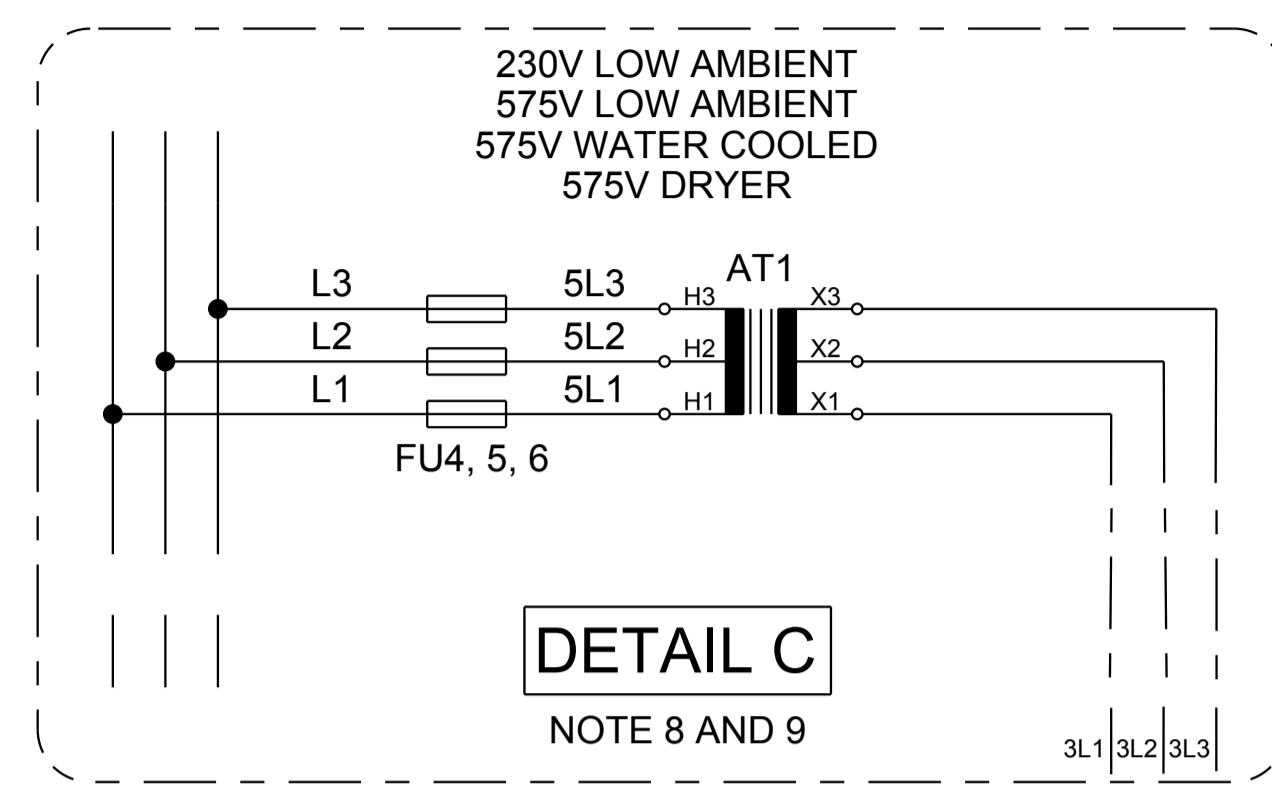 230V LOW AMBIENT
575V LOW AMBIENT
575V WATER COOLED
575V DRYER
AT1
L3 5L3 H3 X3
L2 5L2 H2 X2
L1 5L1 H1 X1
FU4, 5, 6
DETAIL C
NOTE 8 AND 9
3L1 3L2 3L3